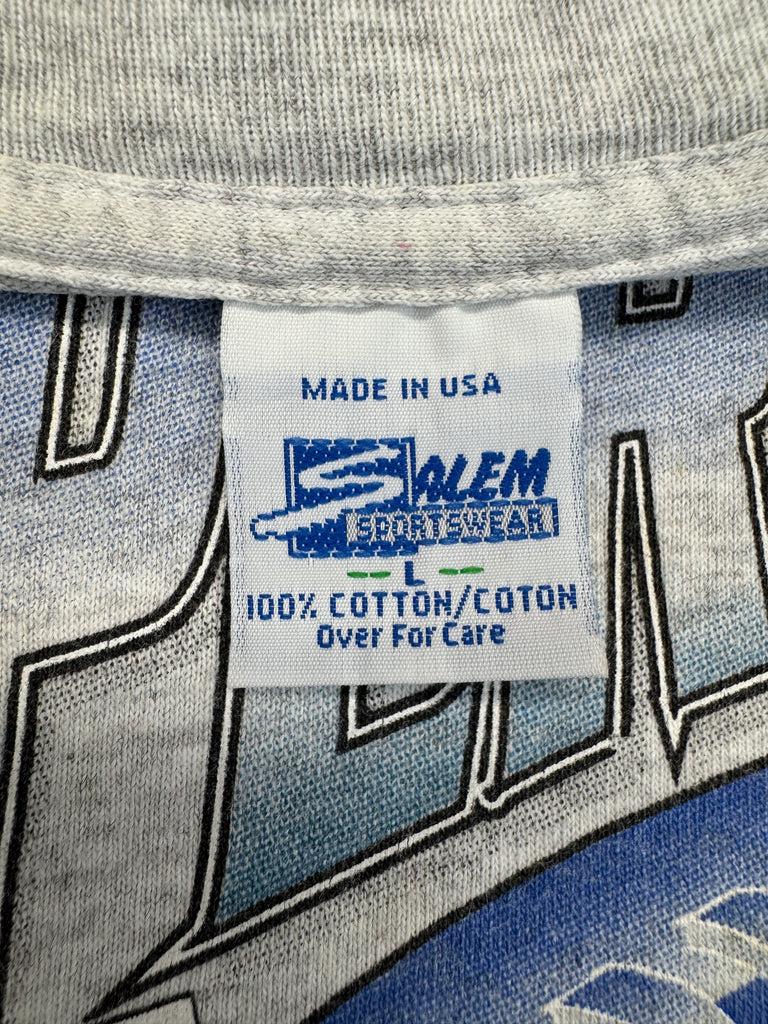 MADE IN USA
SALEM
SPORTSWEAR
L
100% COTTON/COTON
Over For Care